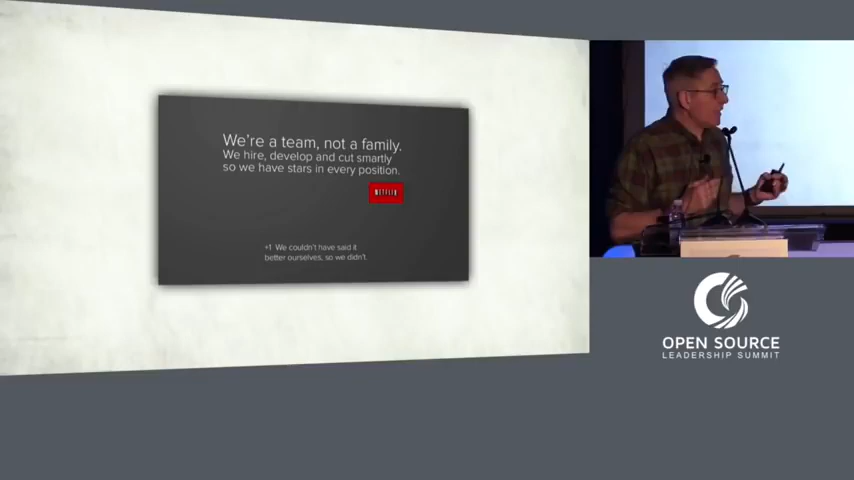 We're a team, not a family.
We hire, develop and cut smartly
so we have stars in every position.
NETFLIX
+1 We couldn't have said it
better ourselves, so we didn't.
OPEN SOURCE
LEADERSHIP SUMMIT